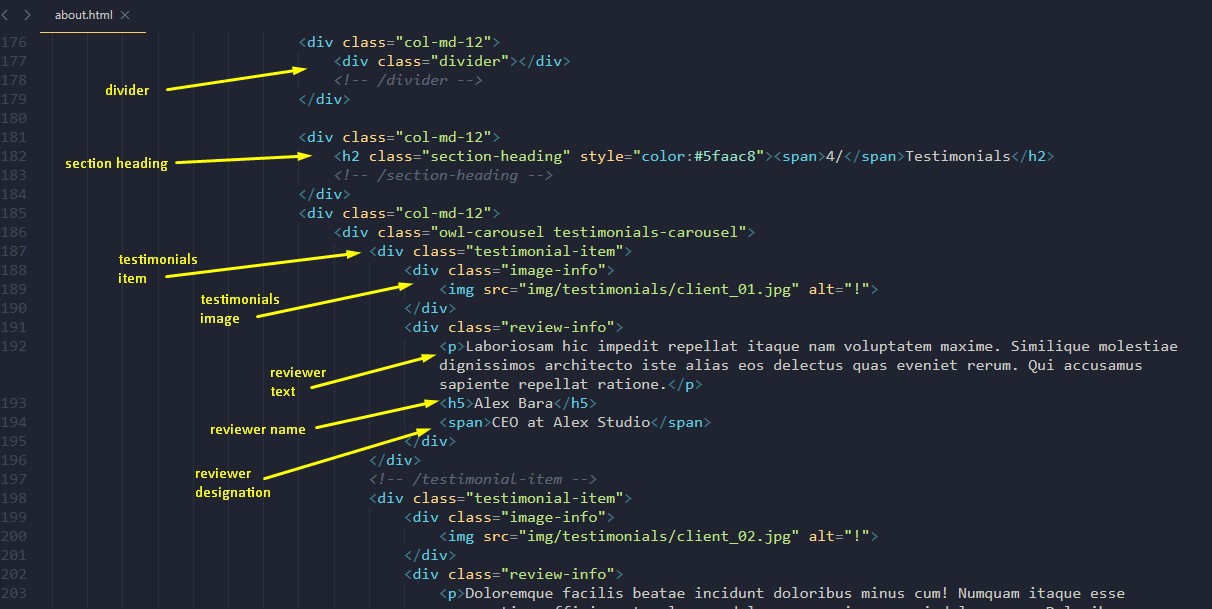 about.html
176 <div class="col-md-12">
177 <div class="divider"></div>
178 <!-- /divider -->
divider
179 </div>
180
181 <div class="col-md-12">
section heading
182 <h2 class="section-heading" style="color:#5faac8"><span>4/</span>Testimonials</h2>
183 <!-- /section-heading -->
184 </div>
185 <div class="col-md-12">
186 <div class="owl-carousel testimonials-carousel">
187 <div class="testimonial-item">
testimonials
item
188 <div class="image-info">
189 <img src="img/testimonials/client_01.jpg" alt="!">
testimonials
image
190 </div>
191 <div class="review-info">
192 <p>Laboriosam hic impedit repellat itaque nam voluptatem maxime. Similique molestiae
dignissimos architecto iste alias eos delectus quas eveniet rerum. Qui accusamus
sapiente repellat ratione.</p>
reviewer
text
193 <h5>Alex Bara</h5>
reviewer name
194 <span>CEO at Alex Studio</span>
195 </div>
196 </div>
reviewer
designation
197 <!-- /testimonial-item -->
198 <div class="testimonial-item">
199 <div class="image-info">
200 <img src="img/testimonials/client_02.jpg" alt="!">
201 </div>
202 <div class="review-info">
203 <p>Doloremque facilis beatae incidunt doloribus minus cum! Numquam itaque esse